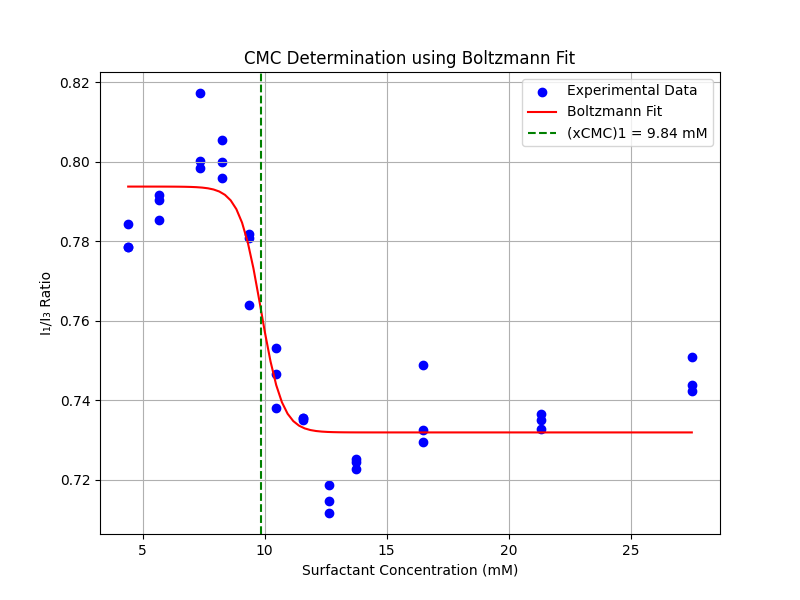 CMC Determination using Boltzmann Fit
Experimental Data
Boltzmann Fit
(xCMC)1 = 9.84 mM
I₁/I₃ Ratio
0.82
0.80
0.78
0.76
0.74
0.72
5 10 15 20 25
Surfactant Concentration (mM)